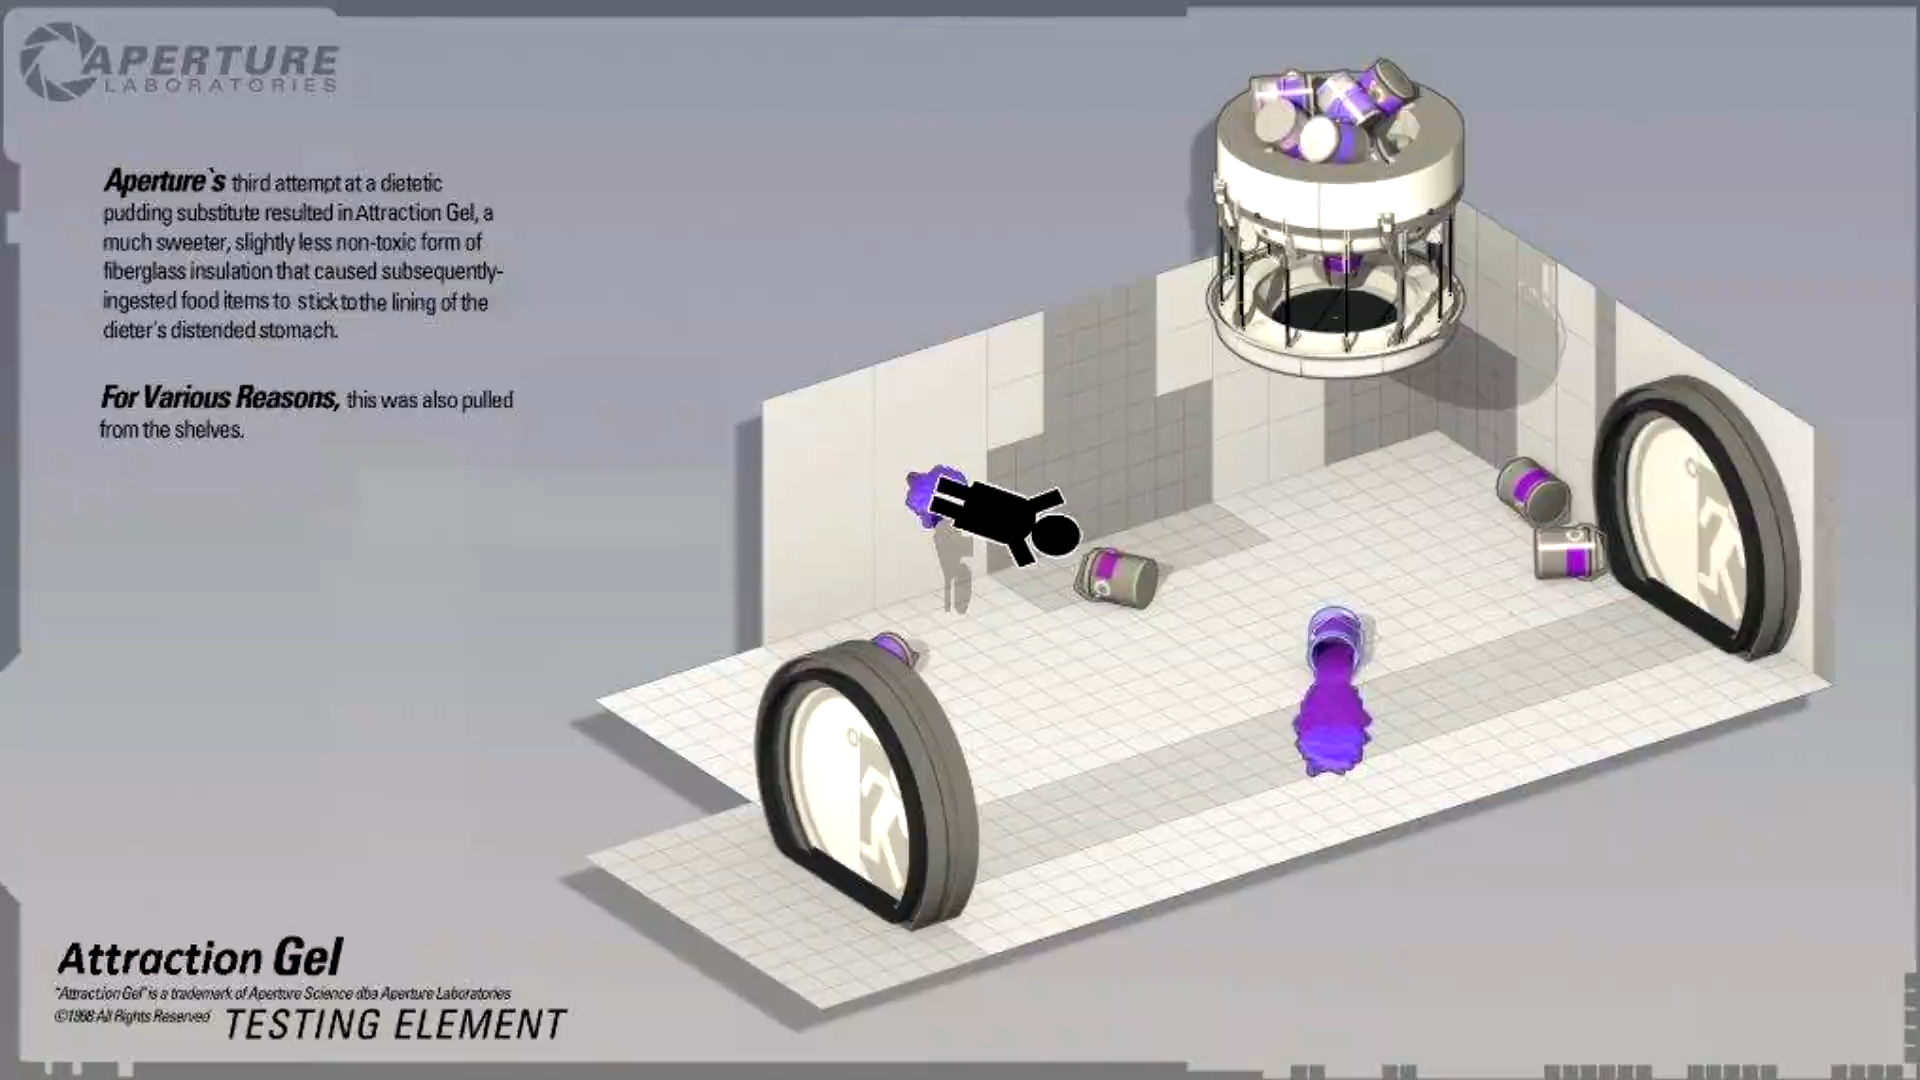 APERTURE
LABORATORIES
Aperture`s third attempt at a dietetic
pudding substitute resulted in Attraction Gel, a
much sweeter, slightly less non-toxic form of
fiberglass insulation that caused subsequently-
ingested food items to stick to the lining of the
dieter's distended stomach.
For Various Reasons, this was also pulled
from the shelves.
Attraction Gel
"Attraction Gel" is a trademark of Aperture Science dba Aperture Laboratories
©1998 All Rights Reserved
TESTING ELEMENT